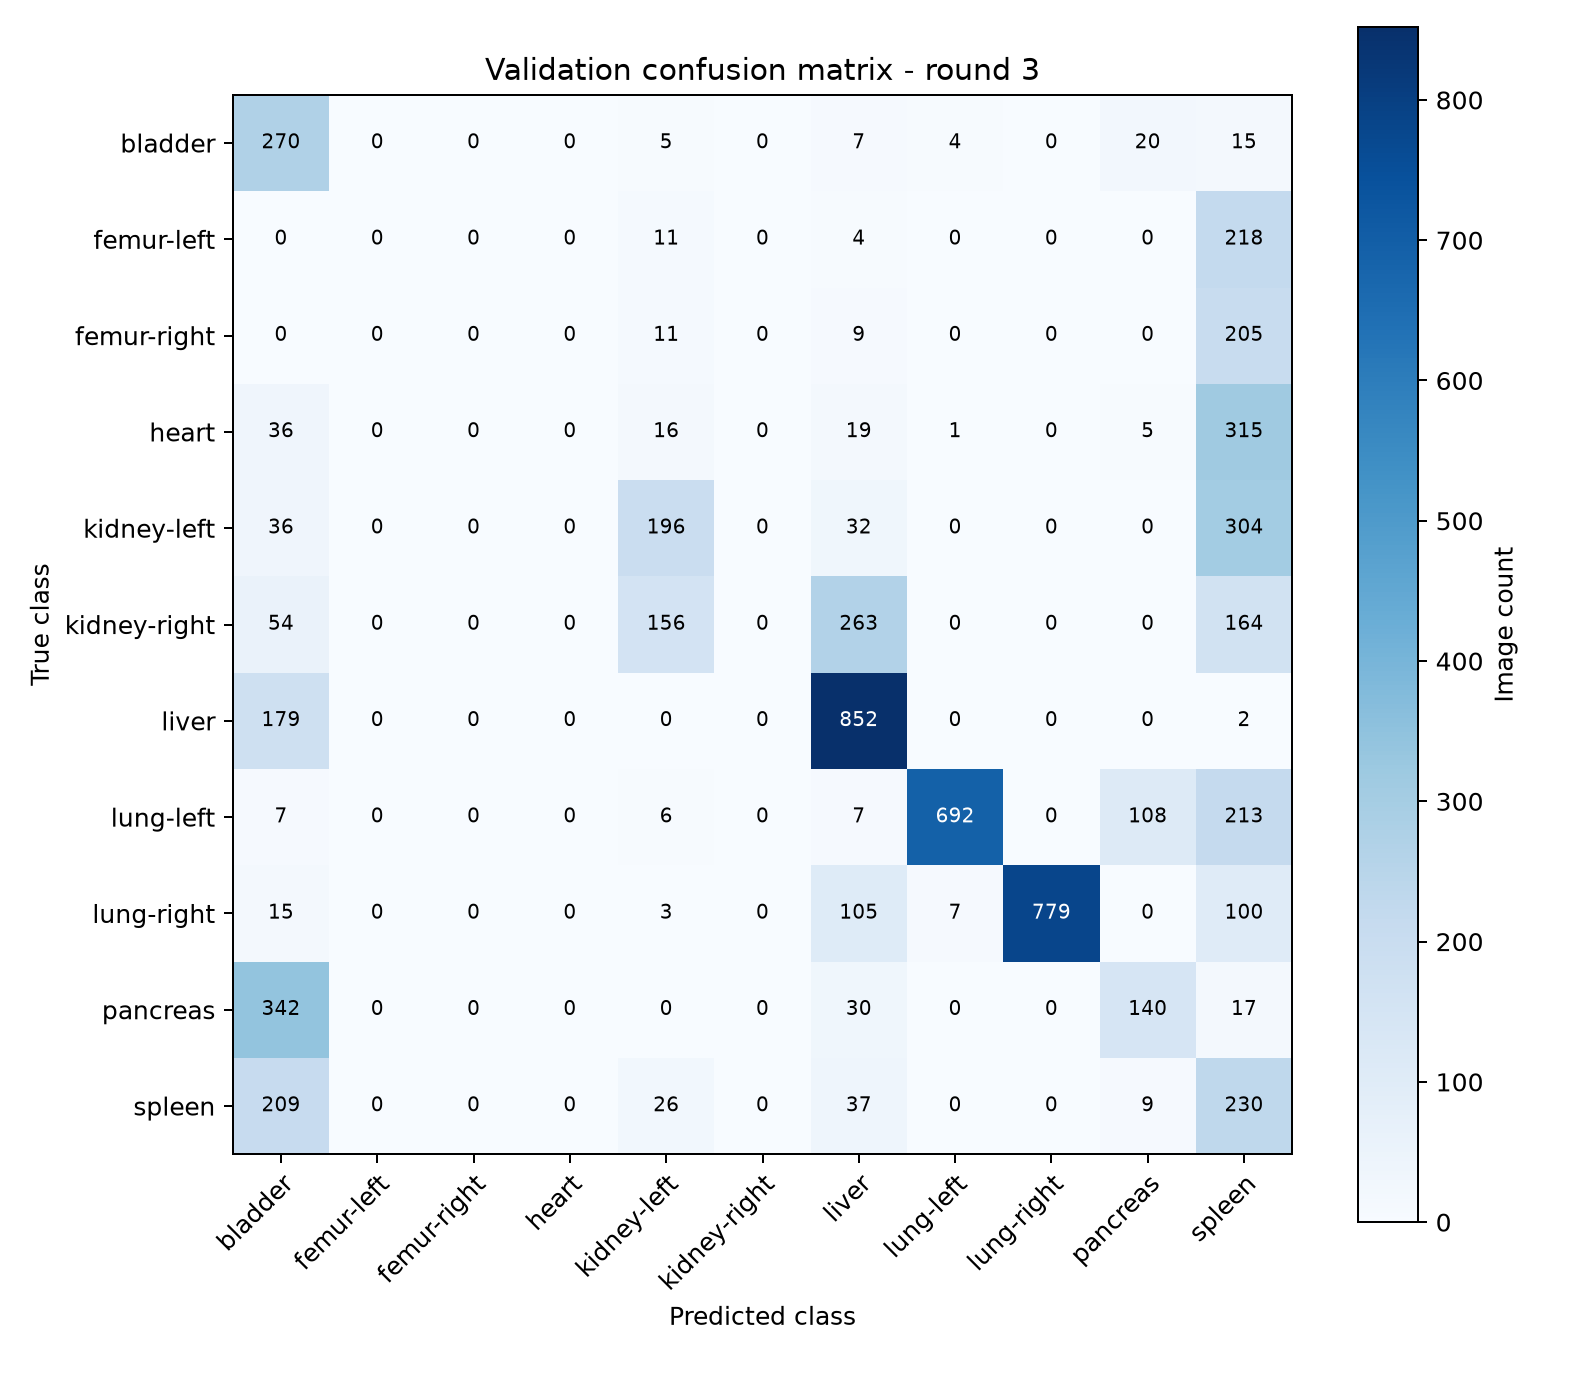 Validation confusion matrix - round 3
bladder 270 0 0 0 5 0 7 4 0 20 15
femur-left 0 0 0 0 11 0 4 0 0 0 218
femur-right 0 0 0 0 11 0 9 0 0 0 205
heart 36 0 0 0 16 0 19 1 0 5 315
kidney-left 36 0 0 0 196 0 32 0 0 0 304
kidney-right 54 0 0 0 156 0 263 0 0 0 164
liver 179 0 0 0 0 0 852 0 0 0 2
lung-left 7 0 0 0 6 0 7 692 0 108 213
lung-right 15 0 0 0 3 0 105 7 779 0 100
pancreas 342 0 0 0 0 0 30 0 0 140 17
spleen 209 0 0 0 26 0 37 0 0 9 230
True class
bladder femur-left femur-right heart kidney-left kidney-right liver lung-left lung-right pancreas spleen
Predicted class
800
700
600
500
400
300
200
100
0
Image count